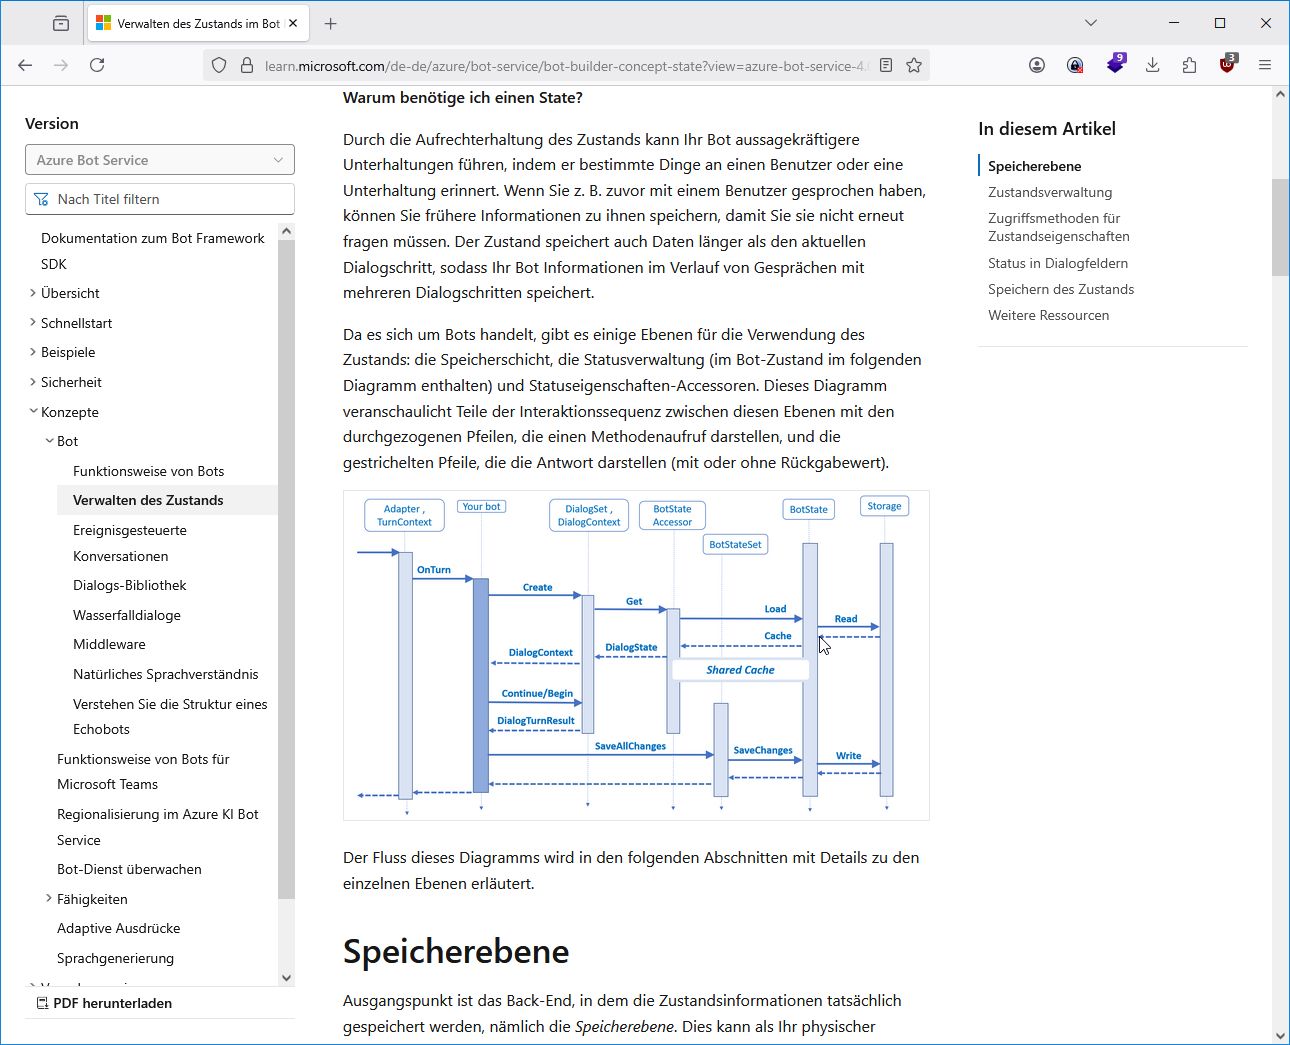 Verwalten des Zustands im Bot
learn.microsoft.com/de-de/azure/bot-service/bot-builder-concept-state?view=azure-bot-service-4.
9
3
Version
Azure Bot Service
Nach Titel filtern
Dokumentation zum Bot Framework
SDK
Übersicht
Schnellstart
Beispiele
Sicherheit
Konzepte
Bot
Funktionsweise von Bots
Verwalten des Zustands
Ereignisgesteuerte
Konversationen
Dialogs-Bibliothek
Wasserfalldialoge
Middleware
Natürliches Sprachverständnis
Verstehen Sie die Struktur eines
Echobots
Funktionsweise von Bots für
Microsoft Teams
Regionalisierung im Azure KI Bot
Service
Bot-Dienst überwachen
Fähigkeiten
Adaptive Ausdrücke
Sprachgenerierung
PDF herunterladen
Warum benötige ich einen State?
Durch die Aufrechterhaltung des Zustands kann Ihr Bot aussagekräftigere
Unterhaltungen führen, indem er bestimmte Dinge an einen Benutzer oder eine
Unterhaltung erinnert. Wenn Sie z. B. zuvor mit einem Benutzer gesprochen haben,
können Sie frühere Informationen zu ihnen speichern, damit Sie sie nicht erneut
fragen müssen. Der Zustand speichert auch Daten länger als den aktuellen
Dialogschritt, sodass Ihr Bot Informationen im Verlauf von Gesprächen mit
mehreren Dialogschritten speichert.
Da es sich um Bots handelt, gibt es einige Ebenen für die Verwendung des
Zustands: die Speicherschicht, die Statusverwaltung (im Bot-Zustand im folgenden
Diagramm enthalten) und Statuseigenschaften-Accessoren. Dieses Diagramm
veranschaulicht Teile der Interaktionssequenz zwischen diesen Ebenen mit den
durchgezogenen Pfeilen, die einen Methodenaufruf darstellen, und die
gestrichelten Pfeile, die die Antwort darstellen (mit oder ohne Rückgabewert).
Adapter ,
TurnContext
Your bot
DialogSet ,
DialogContext
BotState
Accessor
BotStateSet
BotState
Storage
OnTurn
Create
Get
Load
Read
Cache
DialogState
DialogContext
Shared Cache
Continue/Begin
DialogTurnResult
SaveAllChanges
SaveChanges
Write
Der Fluss dieses Diagramms wird in den folgenden Abschnitten mit Details zu den
einzelnen Ebenen erläutert.
Speicherebene
Ausgangspunkt ist das Back-End, in dem die Zustandsinformationen tatsächlich
gespeichert werden, nämlich die Speicherebene. Dies kann als Ihr physischer
In diesem Artikel
Speicherebene
Zustandsverwaltung
Zugriffsmethoden für
Zustandseigenschaften
Status in Dialogfeldern
Speichern des Zustands
Weitere Ressourcen